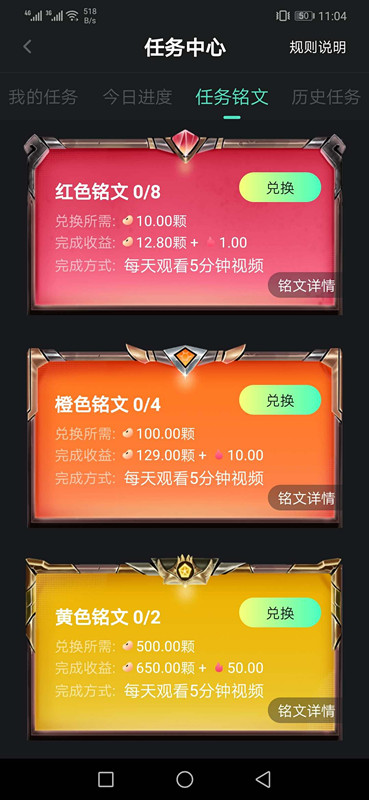 4G 3G 518 B/s 50 11:04
任务中心 规则说明
我的任务 今日进度 任务铭文 历史任务
红色铭文 0/8 兑换
兑换所需: 10.00颗
完成收益: 12.80颗 + 1.00
完成方式: 每天观看5分钟视频
铭文详情
橙色铭文 0/4 兑换
兑换所需: 100.00颗
完成收益: 129.00颗 + 10.00
完成方式: 每天观看5分钟视频
铭文详情
黄色铭文 0/2 兑换
兑换所需: 500.00颗
完成收益: 650.00颗 + 50.00
完成方式: 每天观看5分钟视频
铭文详情